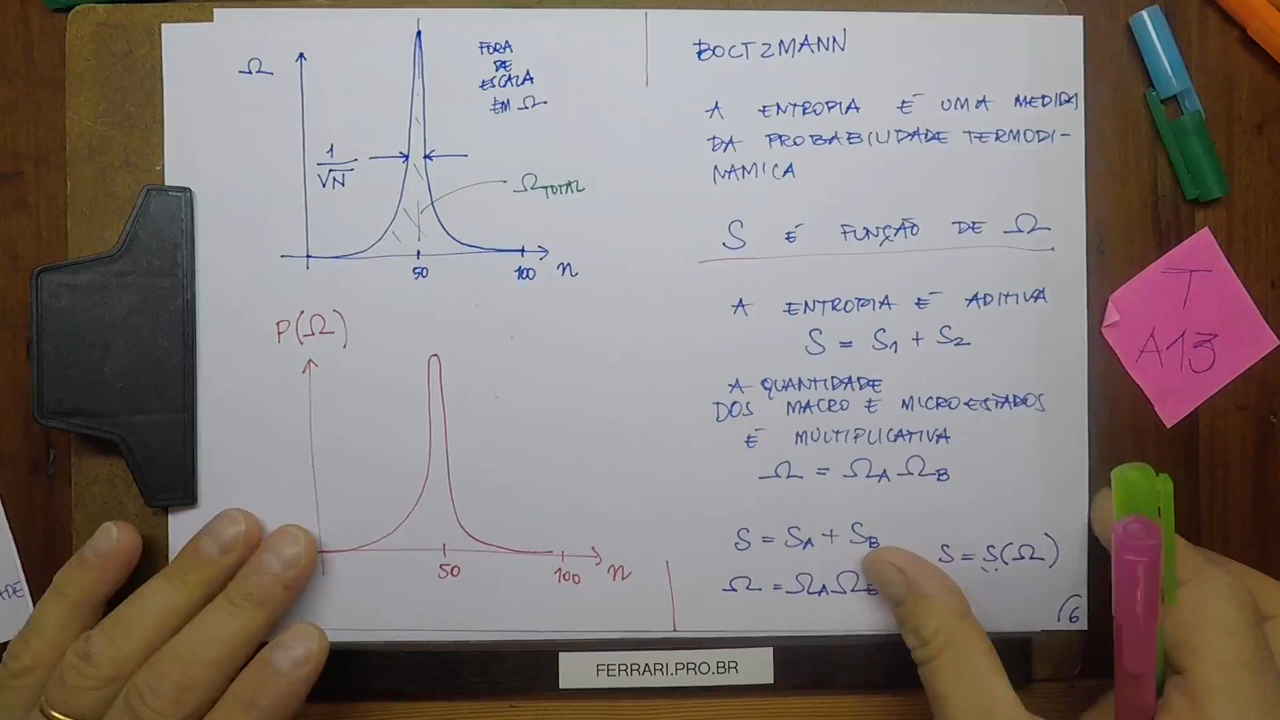 Ω
FORA
DE
ESCALA
EM Ω
1
√N
Ω TOTAL
50
100
n
P(Ω)
50
100
n
BOLTZMANN
A ENTROPIA É UMA MEDIDA
DA PROBABILIDADE TERMODI-
NAMICA
S É FUNÇÃO DE Ω
A ENTROPIA É ADITIVA
S = S1 + S2
A QUANTIDADE
DOS MACRO E MICROESTADOS
É MULTIPLICATIVA
Ω = ΩA ΩB
S = SA + SB
Ω = ΩA Ω
S = S(Ω)
6
T
A13
FERRARI.PRO.BR